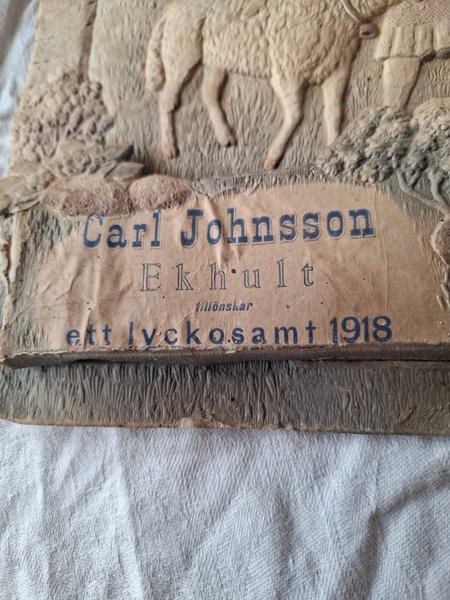 Carl Johnsson
Ekhult
tillönskar
ett lyckosamt 1918